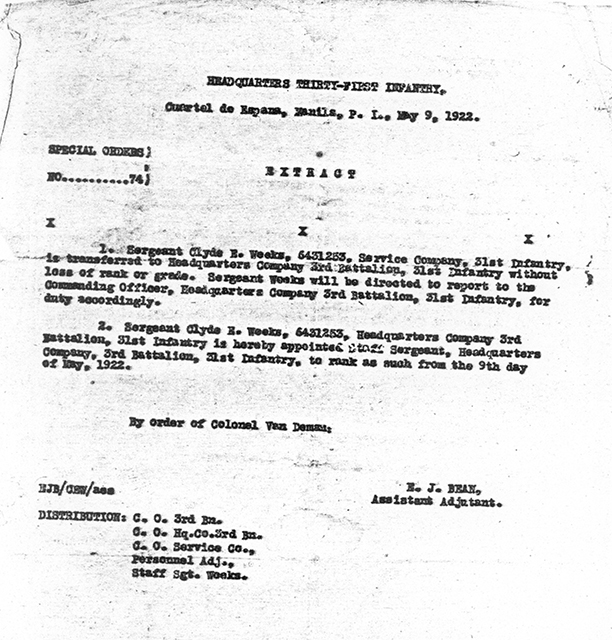 HEADQUARTERS THIRTY-FIRST INFANTRY,
Cuartel de Espana, Manila, P. I., May 9, 1922.
SPECIAL ORDERS)
:
NO..........74)
E X T R A C T
X X X
1. Sergeant Clyde E. Weeks, 6431253, Service Company, 31st Infantry,
is transferred to Headquarters Company 3rd Battalion, 31st Infantry without
loss of rank or grade. Sergeant Weeks will be directed to report to the
Commanding Officer, Headquarters Company 3rd Battalion, 31st Infantry, for
duty accordingly.
2. Sergeant Clyde E. Weeks, 6431253, Headquarters Company 3rd
Battalion, 31st Infantry is hereby appointed Staff Sergeant, Headquarters
Company, 3rd Battalion, 31st Infantry, to rank as such from the 9th day
of May, 1922.
By order of Colonel Van Deman:
HJB/CEW/aes
H. J. BEAN,
Assistant Adjutant.
DISTRIBUTION: C. O. 3rd Bn.
C. O. Hq.Co.3rd Bn.
C. O. Service Co.,
Personnel Adj.,
Staff Sgt. Weeks.